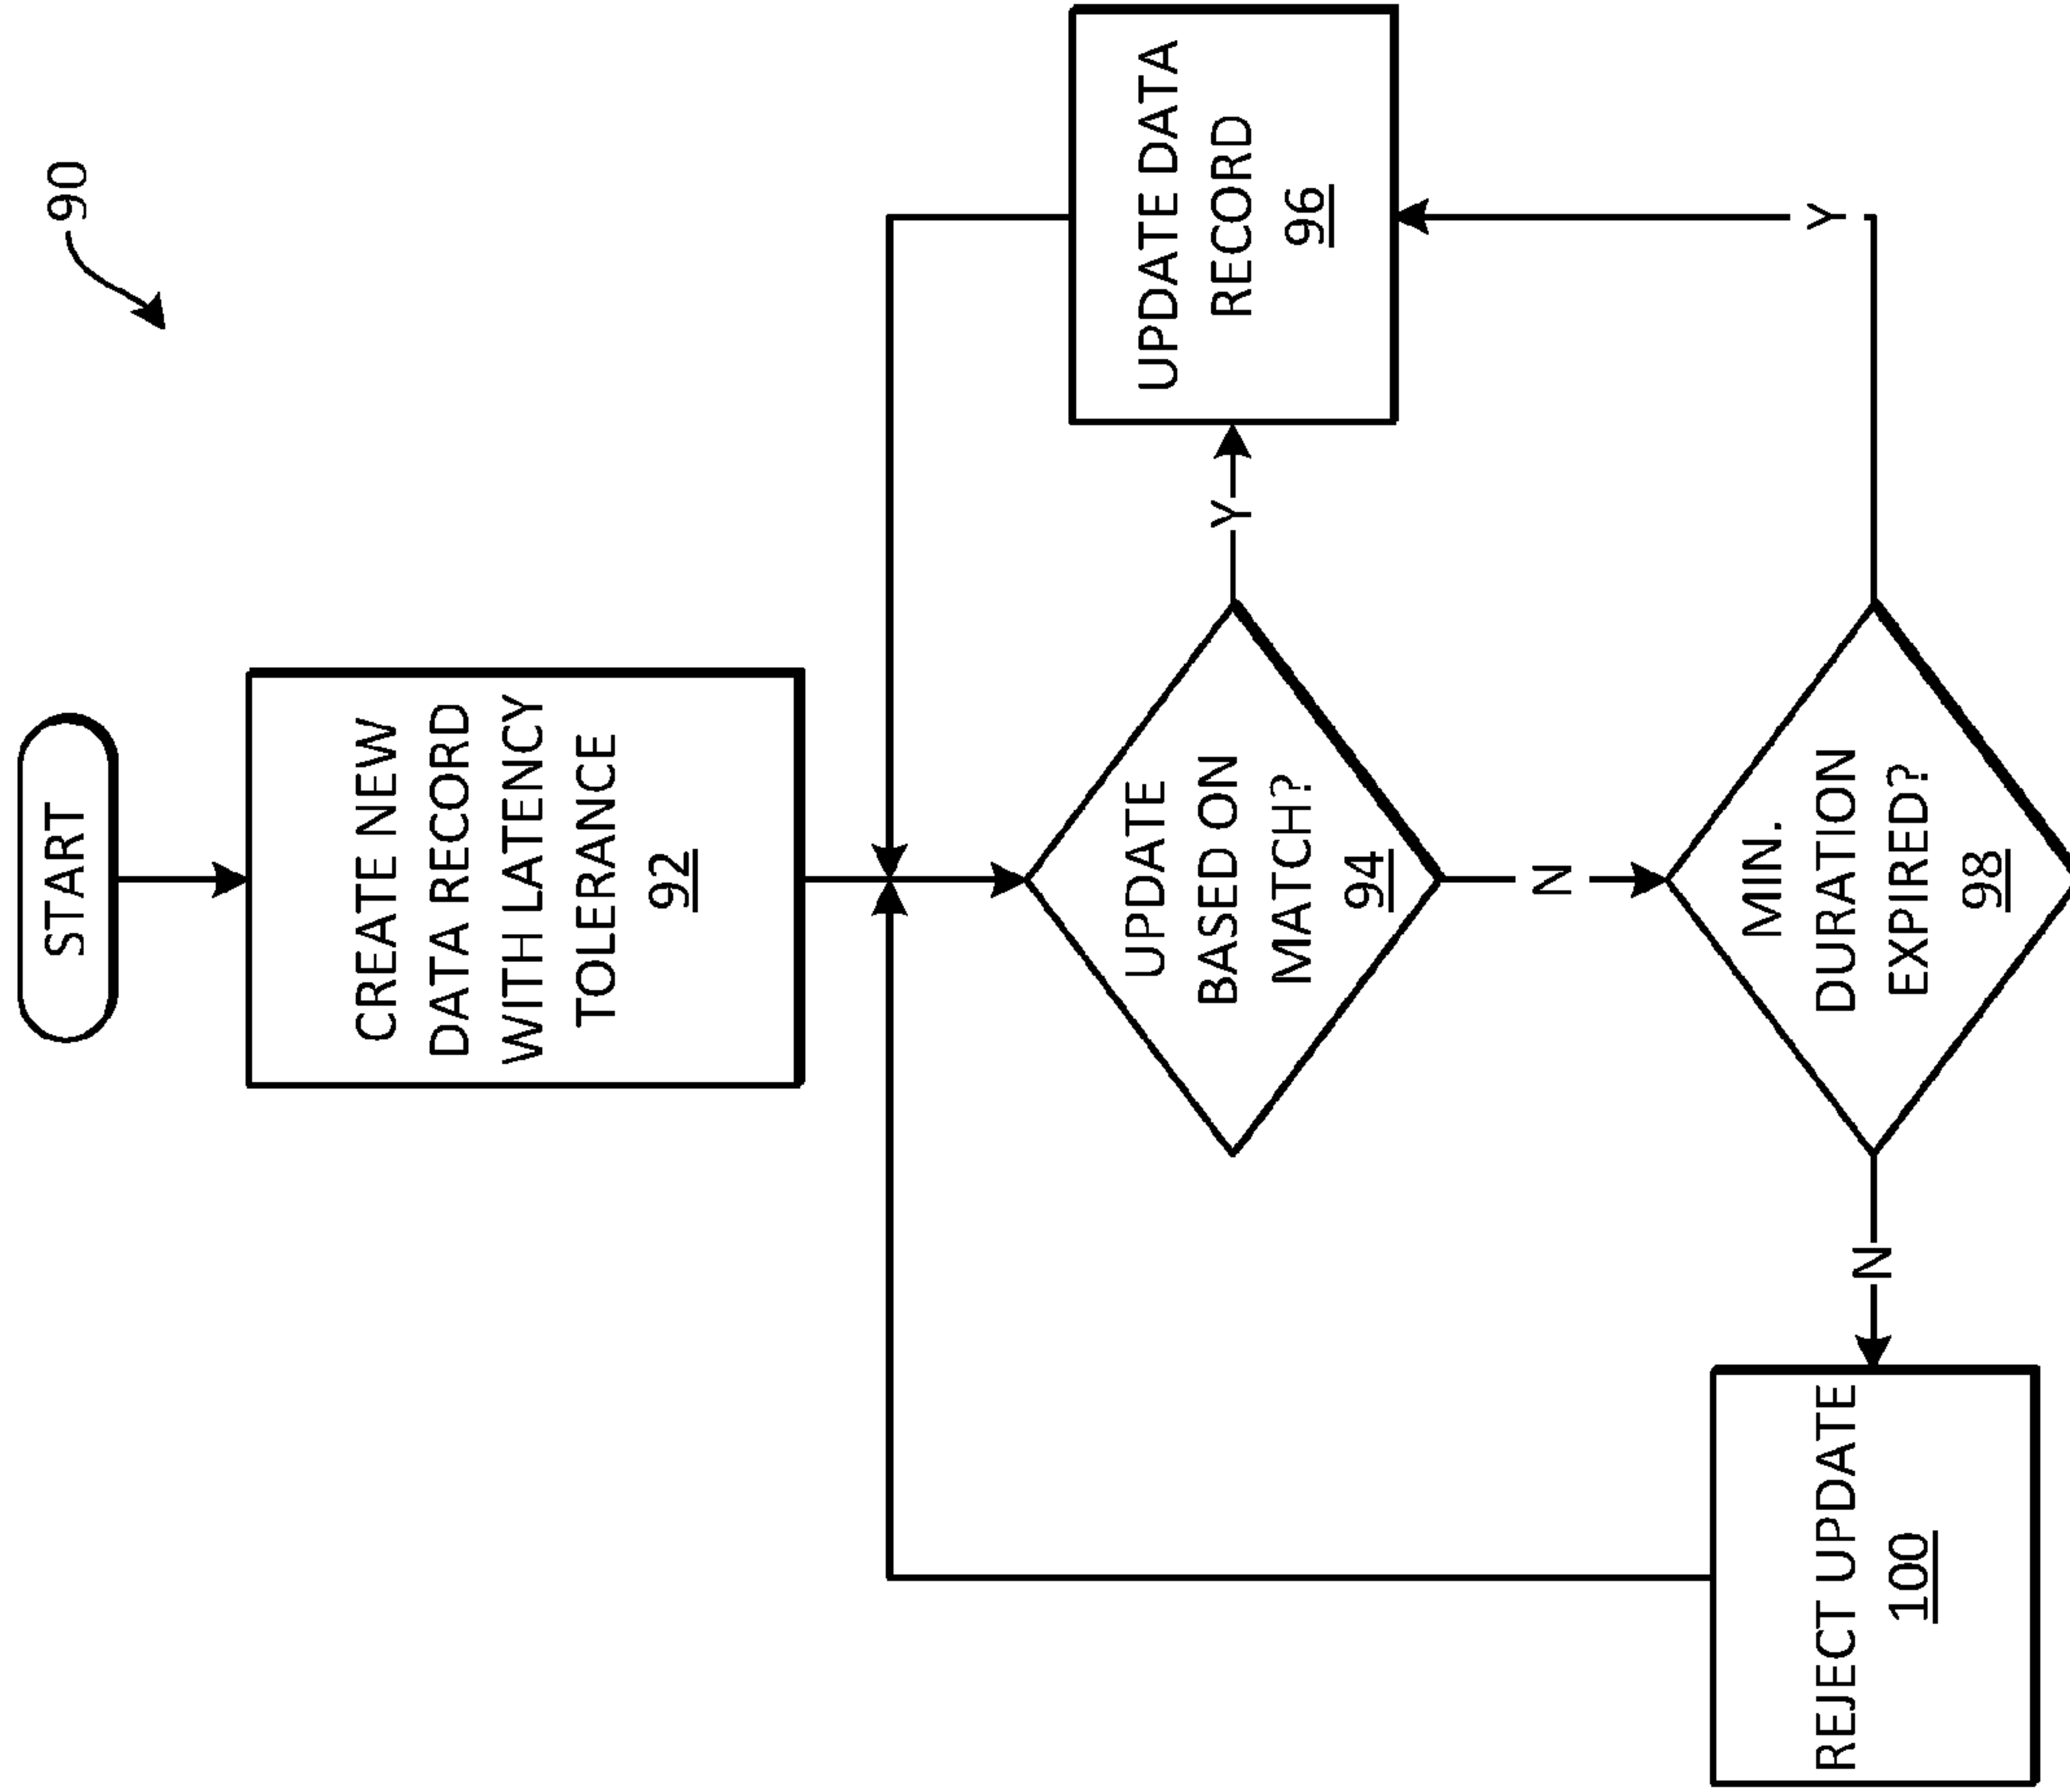 90
START
CREATE NEW
DATA RECORD
WITH LATENCY
TOLERANCE
92
UPDATE
BASED ON
MATCH?
94
Y
UPDATE DATA
RECORD
96
N
MIN.
DURATION
EXPIRED?
98
Y
N
REJECT UPDATE
100